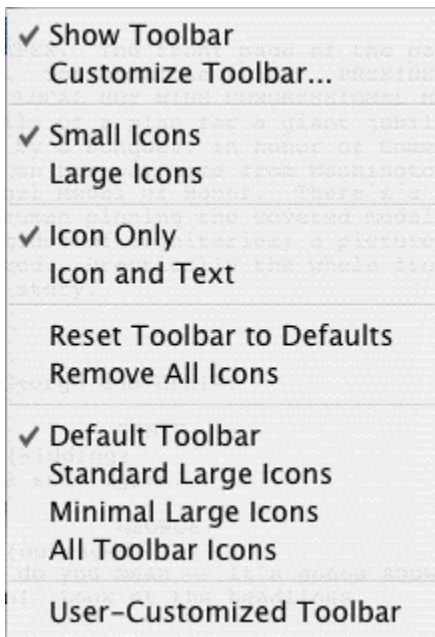 ✓ Show Toolbar
Customize Toolbar...
✓ Small Icons
Large Icons
✓ Icon Only
Icon and Text
Reset Toolbar to Defaults
Remove All Icons
✓ Default Toolbar
Standard Large Icons
Minimal Large Icons
All Toolbar Icons
User-Customized Toolbar